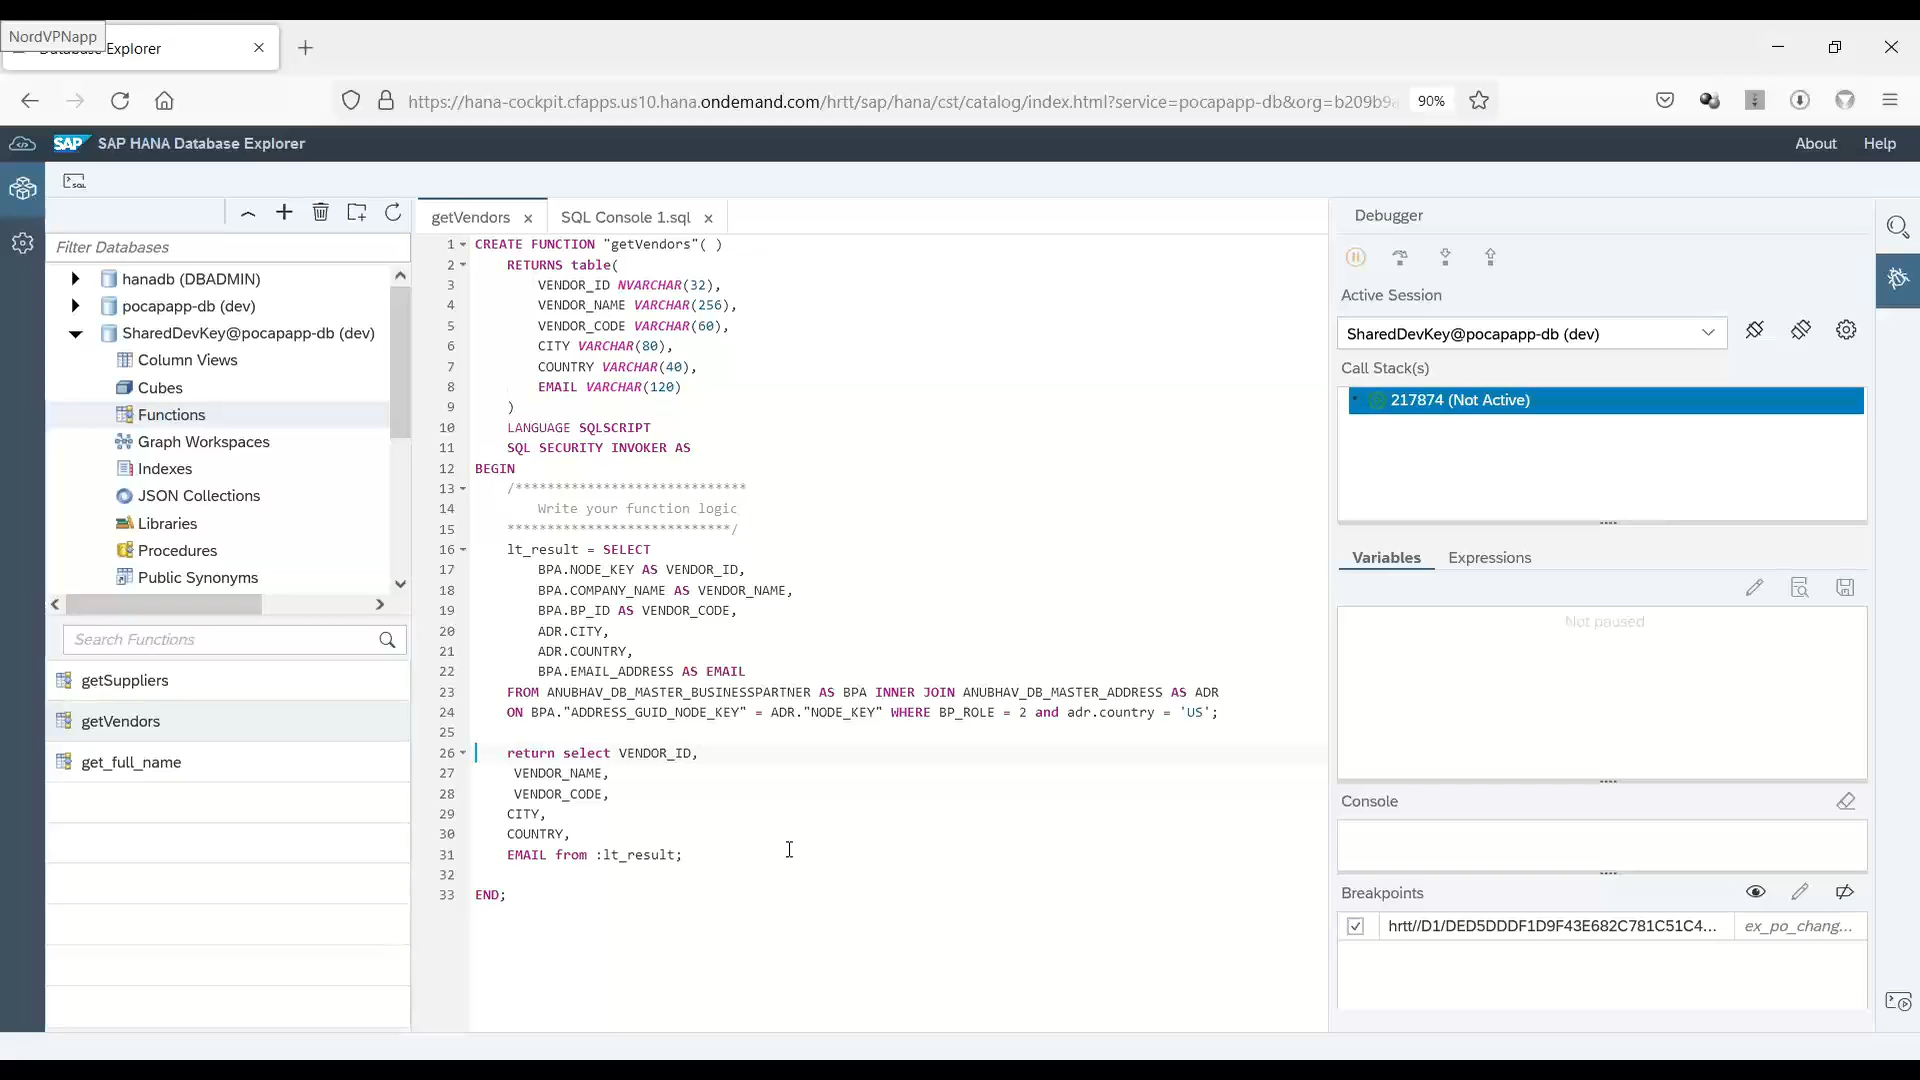 NordVPNapp
Explorer
https://hana-cockpit.cfapps.us10.hana.ondemand.com/hrtt/sap/hana/cst/catalog/index.html?service=pocapapp-db&org=b209b9a
90%
SAP SAP HANA Database Explorer
About
Help
SQL
Filter Databases
hanadb (DBADMIN)
pocapapp-db (dev)
SharedDevKey@pocapapp-db (dev)
Column Views
Cubes
Functions
Graph Workspaces
Indexes
JSON Collections
Libraries
Procedures
Public Synonyms
Search Functions
getSuppliers
getVendors
get_full_name
getVendors
SQL Console 1.sql
1 CREATE FUNCTION "getVendors"( )
2 RETURNS table(
3 VENDOR_ID NVARCHAR(32),
4 VENDOR_NAME VARCHAR(256),
5 VENDOR_CODE VARCHAR(60),
6 CITY VARCHAR(80),
7 COUNTRY VARCHAR(40),
8 EMAIL VARCHAR(120)
9 )
10 LANGUAGE SQLSCRIPT
11 SQL SECURITY INVOKER AS
12 BEGIN
13 /*****************************
14 Write your function logic
15 ****************************/
16 lt_result = SELECT
17 BPA.NODE_KEY AS VENDOR_ID,
18 BPA.COMPANY_NAME AS VENDOR_NAME,
19 BPA.BP_ID AS VENDOR_CODE,
20 ADR.CITY,
21 ADR.COUNTRY,
22 BPA.EMAIL_ADDRESS AS EMAIL
23 FROM ANUBHAV_DB_MASTER_BUSINESSPARTNER AS BPA INNER JOIN ANUBHAV_DB_MASTER_ADDRESS AS ADR
24 ON BPA."ADDRESS_GUID_NODE_KEY" = ADR."NODE_KEY" WHERE BP_ROLE = 2 and adr.country = 'US';
25
26 return select VENDOR_ID,
27 VENDOR_NAME,
28 VENDOR_CODE,
29 CITY,
30 COUNTRY,
31 EMAIL from :lt_result;
32
33 END;
Debugger
Active Session
SharedDevKey@pocapapp-db (dev)
Call Stack(s)
217874 (Not Active)
Variables
Expressions
Not paused
Console
Breakpoints
hrtt//D1/DED5DDDF1D9F43E682C781C51C4...
ex_po_chang...